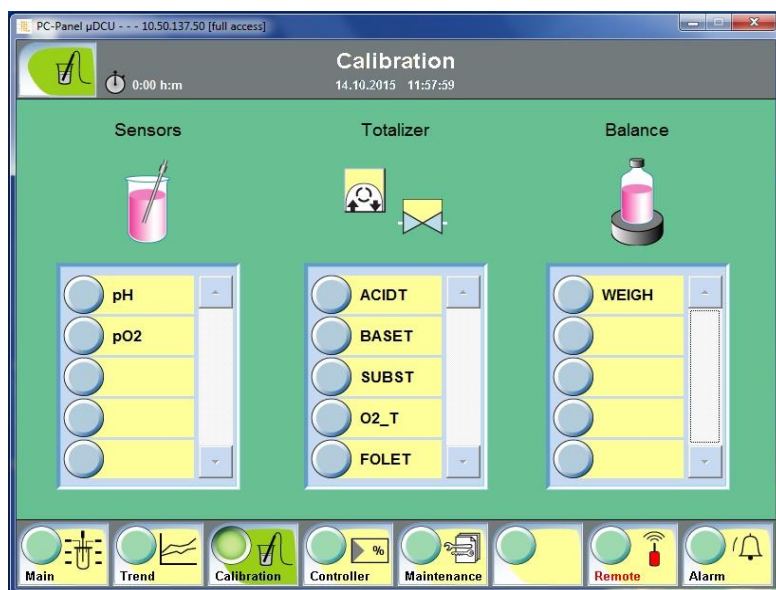 PC-Panel µDCU - - - 10.50.137.50 [full access]
Calibration
0:00 h:m
14.10.2015 11:57:59
Sensors
Totalizer
Balance
pH
pO2
ACIDT
BASET
SUBST
O2_T
FOLET
WEIGH
%
Main
Trend
Calibration
Controller
Maintenance
Remote
Alarm